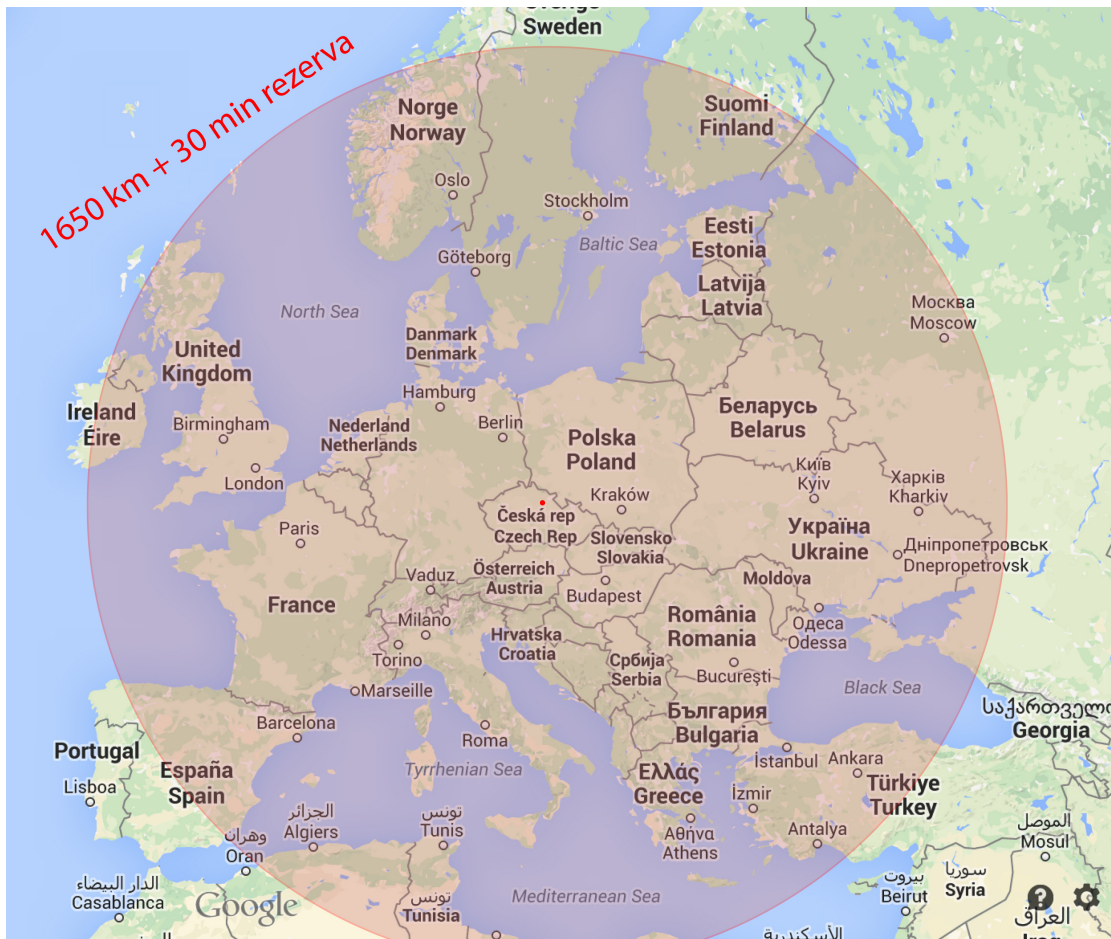 Sverige
Sweden
1650 km + 30 min rezerva
Norge
Norway
Suomi
Finland
Oslo
Stockholm
Eesti
Estonia
Baltic Sea
Göteborg
Latvija
Latvia
Москва
Moscow
North Sea
Danmark
Denmark
United
Kingdom
Hamburg
Беларусь
Belarus
Ireland
Éire
Birmingham
Nederland
Netherlands
Berlin
Polska
Poland
London
Київ
Kyiv
Харків
Kharkiv
Kraków
Česká rep
Czech Rep
Paris
Україна
Ukraine
Slovensko
Slovakia
Дніпропетровськ
Dnepropetrovsk
Österreich
Austria
Vaduz
Moldova
Budapest
France
România
Romania
Одеса
Odessa
Milano
Hrvatska
Croatia
Torino
Србија
Serbia
București
Marseille
Black Sea
Barcelona
България
Bulgaria
საქართველო
Georgia
Roma
Portugal
İstanbul
Ankara
España
Spain
Tyrrhenian Sea
Ελλάς
Greece
Türkiye
Turkey
Lisboa
İzmir
الجزائر
Algiers
تونس
Tunis
Αθήνα
Athens
Antalya
الموصل
Mosul
وهران
Oran
سوريا
Syria
الدار البيضاء
Casablanca
Google
تونس
Tunisia
Mediterranean Sea
بيروت
Beirut
العراق
الأسكندرية